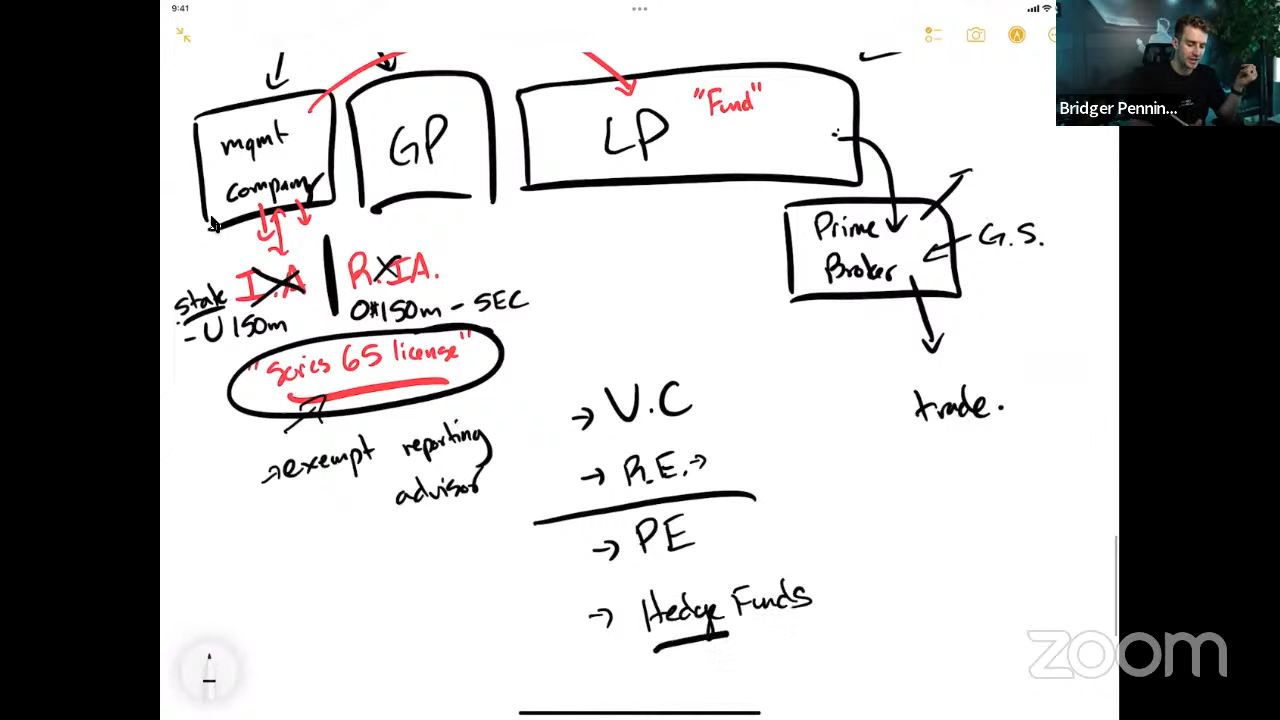 9:41
Bridger Pennin...
"Fund"
mgmt
company
GP
LP
Prime
Broker
G.S.
I.A
R.IA.
state
- U 150m
O*150m - SEC
"Series 65 license"
→ exempt reporting
advisor
→ V.C
→ R.E. →
→ PE
→ Hedge Funds
trade.
zoom